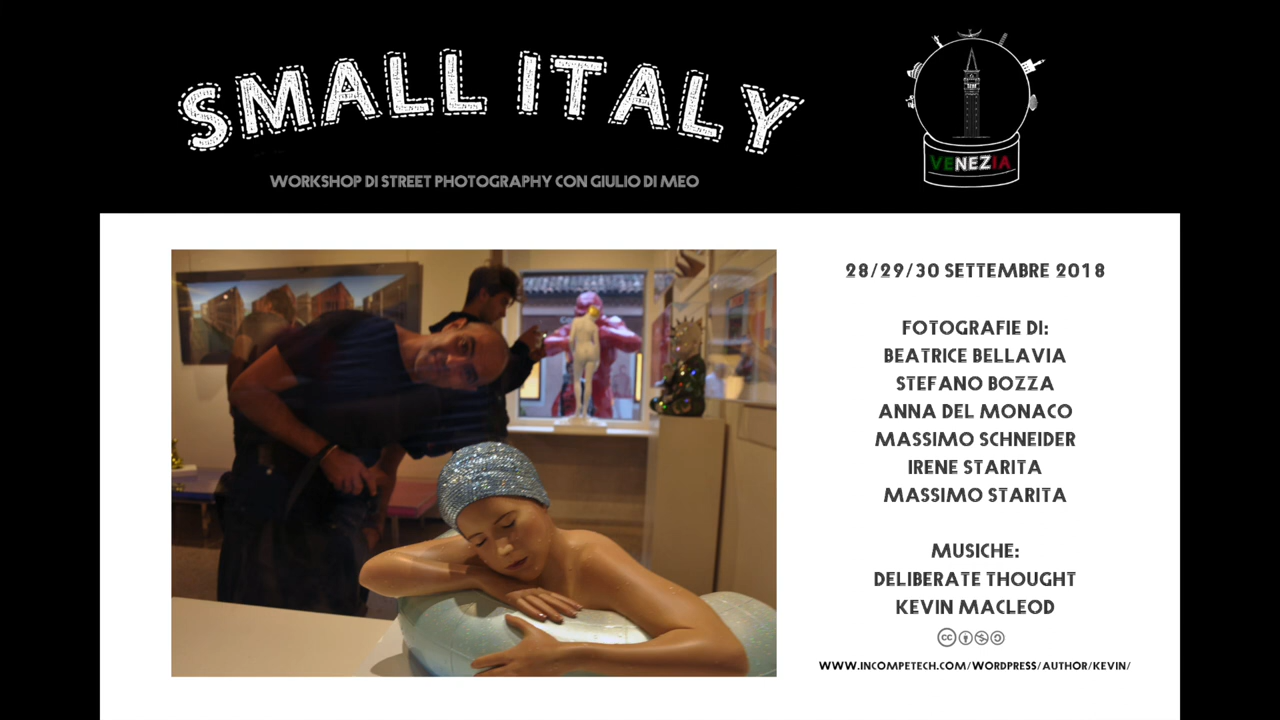 SMALL ITALY
WORKSHOP DI STREET PHOTOGRAPHY CON GIULIO DI MEO
VENEZIA
28/29/30 SETTEMBRE 2018
FOTOGRAFIE DI:
BEATRICE BELLAVIA
STEFANO BOZZA
ANNA DEL MONACO
MASSIMO SCHNEIDER
IRENE STARITA
MASSIMO STARITA
MUSICHE:
DELIBERATE THOUGHT
KEVIN MACLEOD
cc
WWW.INCOMPETECH.COM/WORDPRESS/AUTHOR/KEVIN/